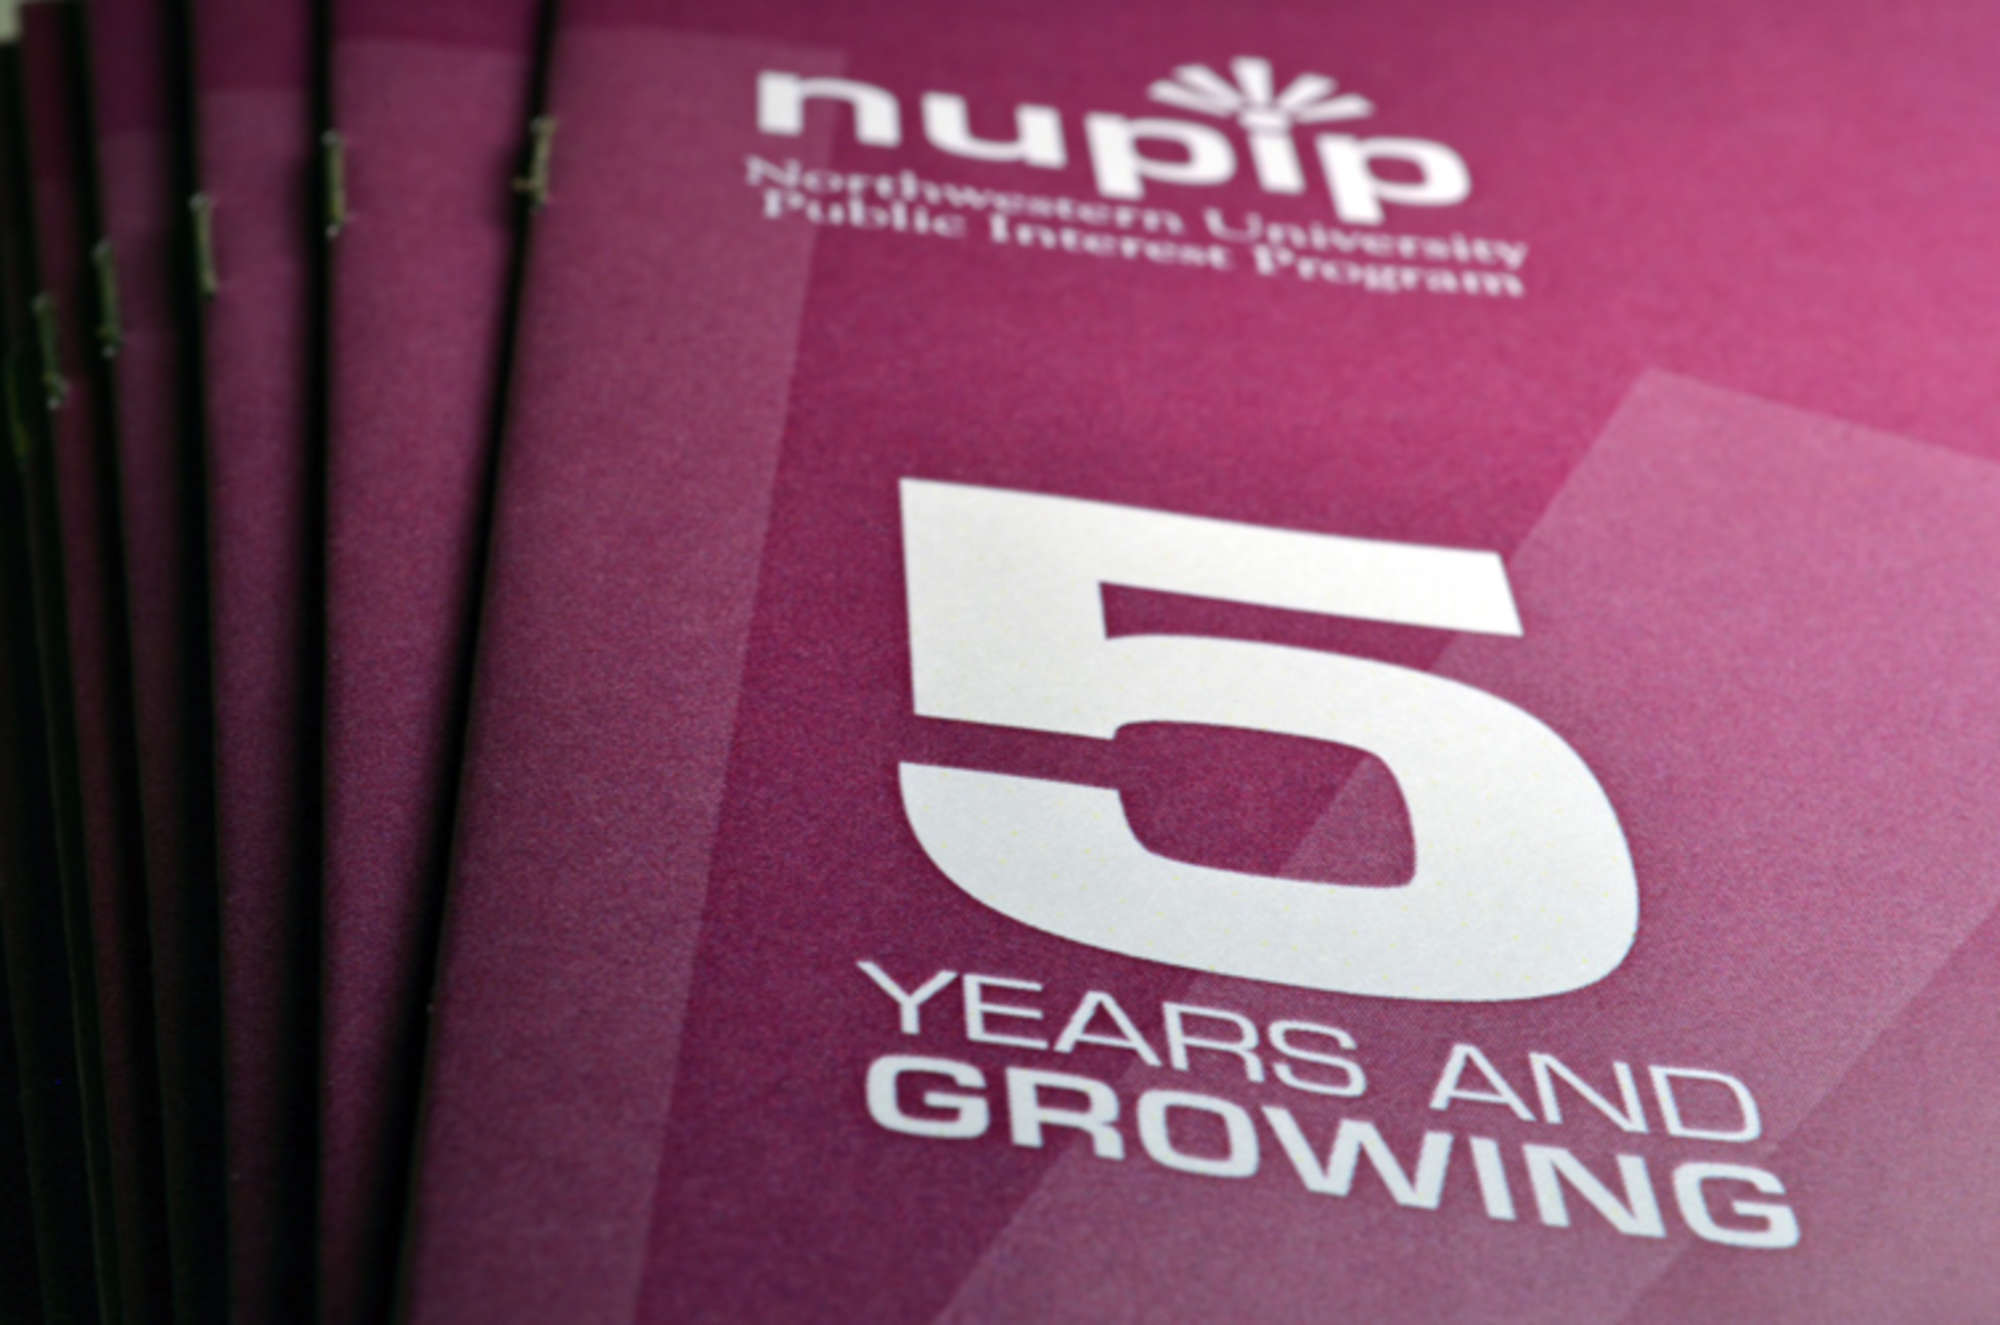 nupip
Northwestern University
Public Interest Program
5
YEARS AND
GROWING